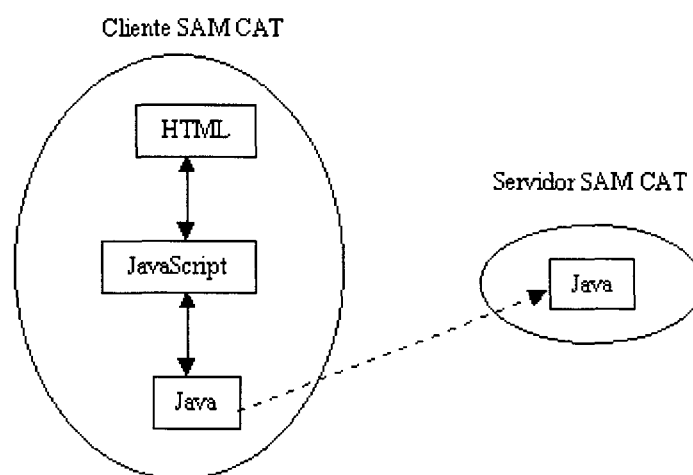 Cliente SAM CAT
HTML
Servidor SAM CAT
JavaScript
Java
Java